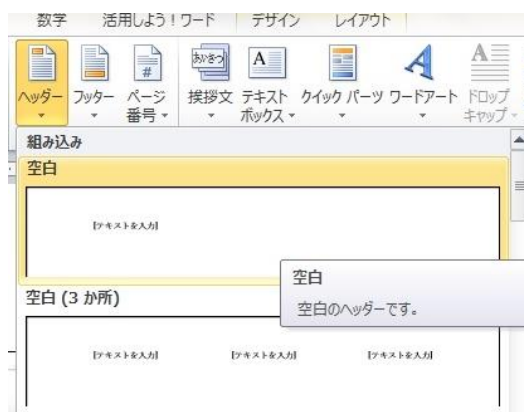 数学 活用しよう！ワード デザイン レイアウト
あいさつ A #
ヘッダー フッター ページ番号 挨拶文 テキストボックス クイック パーツ ワードアート ドロップキャップ
組み込み
空白
[テキストを入力]
空白
空白のヘッダーです。
空白 (3 か所)
[テキストを入力] [テキストを入力] [テキストを入力]